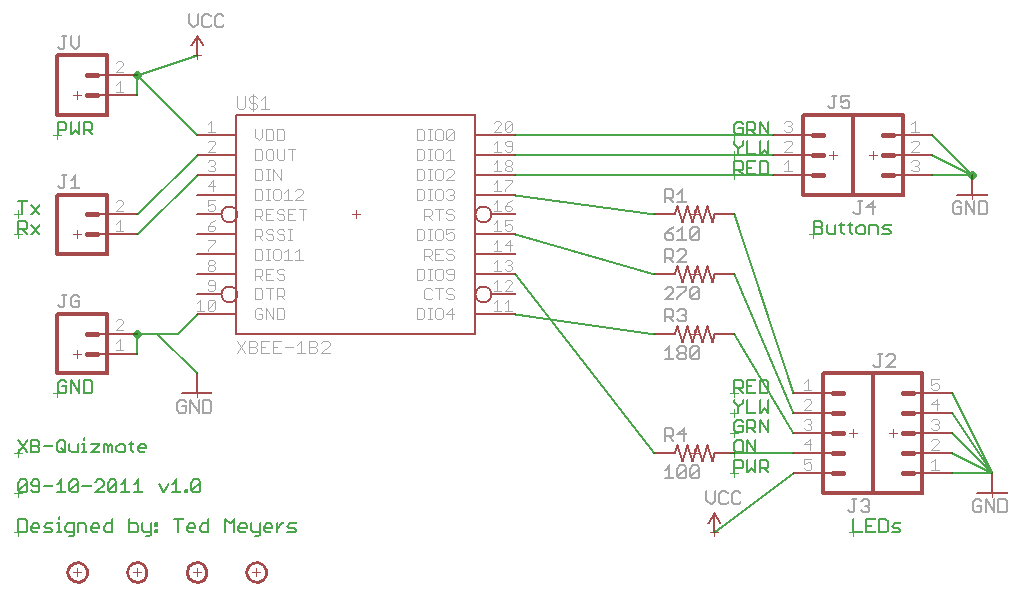 VCC
JV
2
1
PWR
J1
Tx
Rx
2
1
JG
2
1
GND
GND
XBEE-1B2
V$1
1
2
3
4
5
6
7
8
9
10
VDD
DOUT
DIN
DIO12
RESET
RSSI
DIO11
RES
DTR
GND
DIO0
DIO1
DIO2
DIO3
RTS
DIO5
RES
DIO9
CTS
DIO4
20
19
18
17
16
15
14
13
12
11
R1
610
R2
270
R3
180
R4
100
VCC
GRN
YLW
RED
3
2
1
J5
J4
1
2
3
Buttons
GND
RED
YLW
GRN
ON
PWR
1
2
3
4
5
J2
J3
5
4
3
2
1
GND
LEDs
XB-Quizmote
09-10-2011 v1.0
Designed by: Ted Meyers